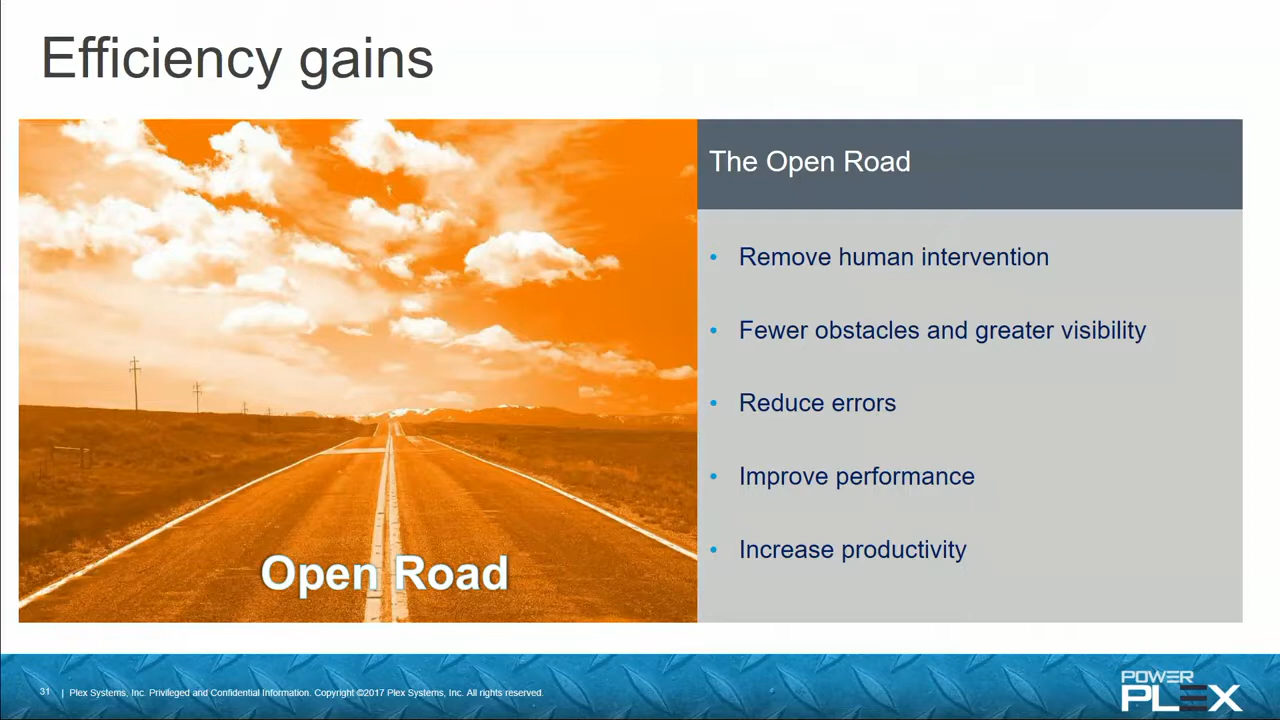 Efficiency gains
The Open Road
• Remove human intervention
• Fewer obstacles and greater visibility
• Reduce errors
• Improve performance
• Increase productivity
Open Road
31 | Plex Systems, Inc. Privileged and Confidential Information. Copyright ©2017 Plex Systems, Inc. All rights reserved.
POWER
PLEX